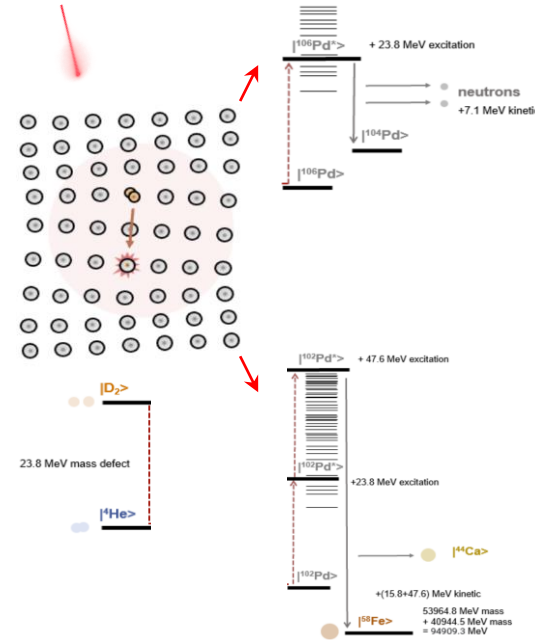 |¹⁰⁶Pd*>
+ 23.8 MeV excitation
neutrons
+7.1 MeV kinetic
|¹⁰⁴Pd>
|¹⁰⁶Pd>
|¹⁰²Pd*>
+ 47.6 MeV excitation
|D₂>
23.8 MeV mass defect
|¹⁰²Pd*>
+23.8 MeV excitation
|⁴He>
|⁴⁴Ca>
|¹⁰²Pd>
+(15.8+47.6) MeV kinetic
|⁵⁸Fe>
53964.8 MeV mass
+ 40944.5 MeV mass
= 94909.3 MeV